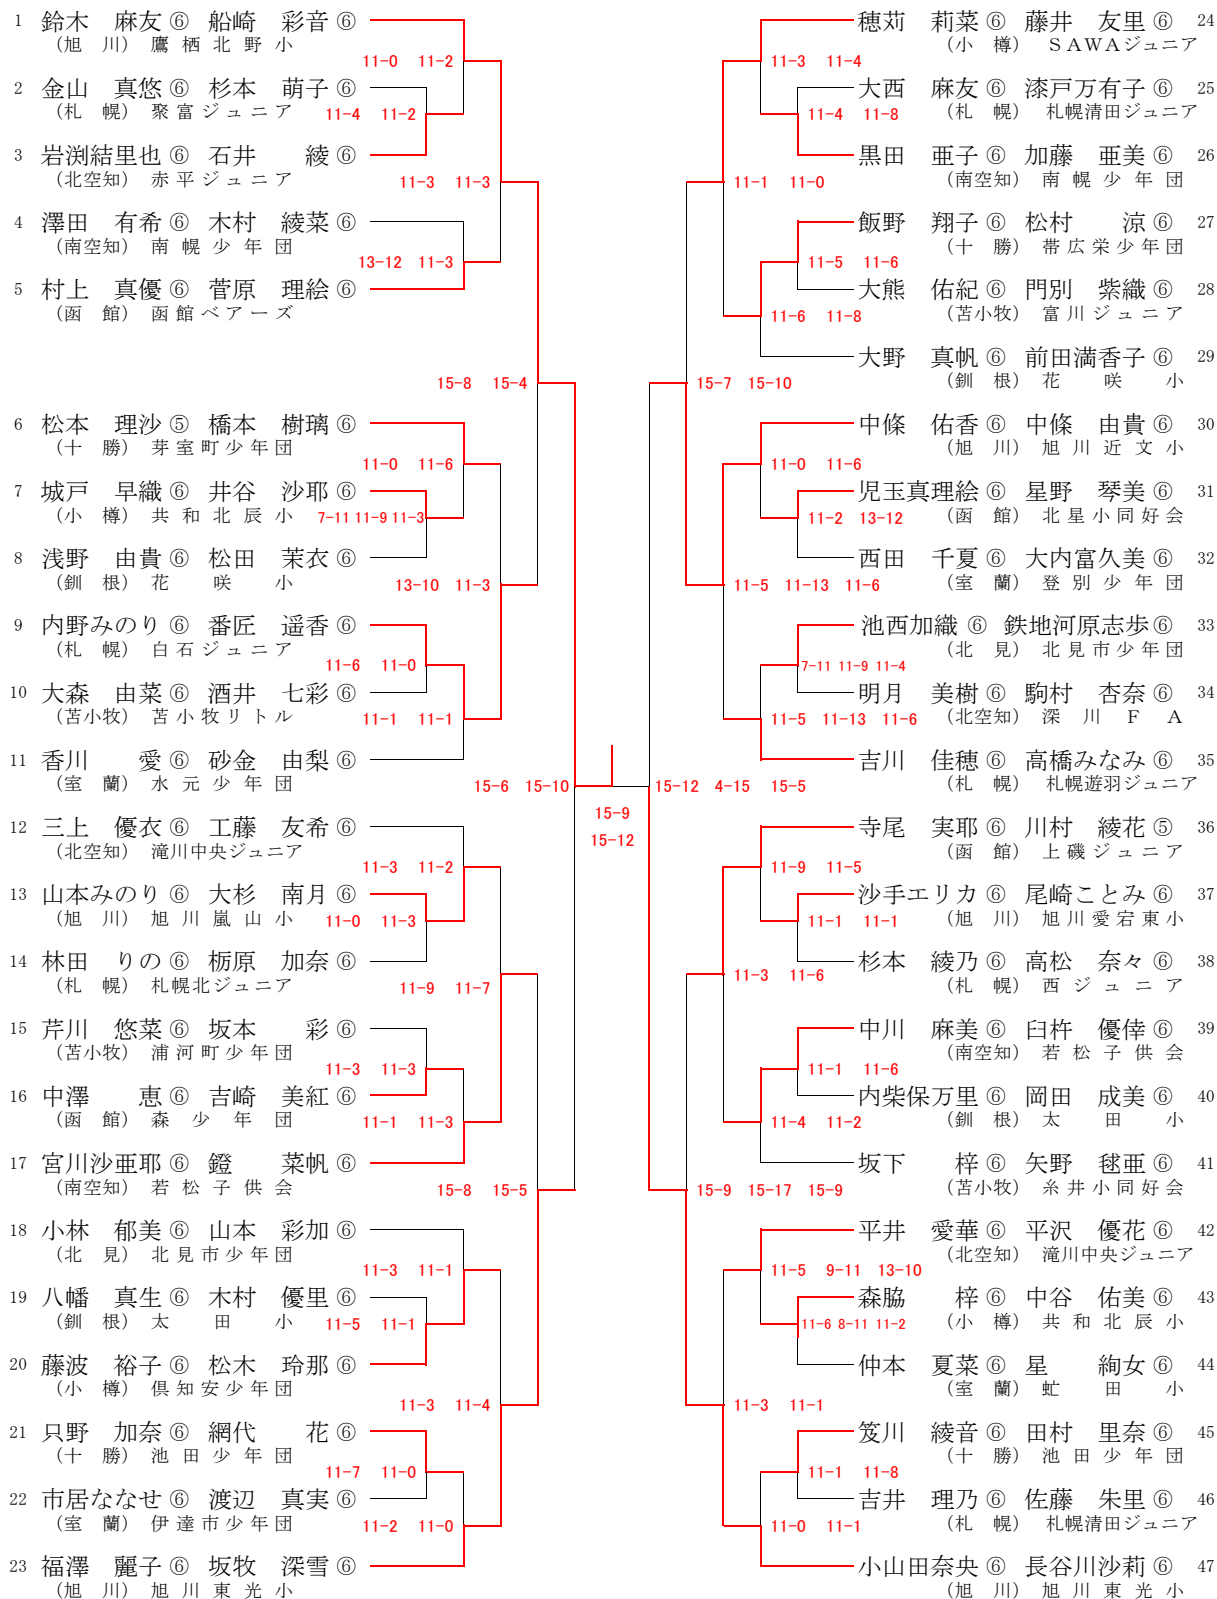 1 鈴木　麻友 ⑥ 船崎　彩音 ⑥
（旭　川） 鷹栖北野小
11-0 11-2
2 金山　真悠 ⑥ 杉本　萌子 ⑥
（札　幌） 聚富ジュニア
11-4 11-2
3 岩渕結里也 ⑥ 石井　　綾 ⑥
（北空知） 赤平ジュニア
11-3 11-3
4 澤田　有希 ⑥ 木村　綾菜 ⑥
（南空知） 南幌少年団
13-12 11-3
5 村上　真優 ⑥ 菅原　理絵 ⑥
（函　館） 函館ベアーズ
15-8 15-4
6 松本　理沙 ⑤ 橋本　樹璃 ⑥
（十　勝） 芽室町少年団
11-0 11-6
7 城戸　早織 ⑥ 井谷　沙耶 ⑥
（小　樽） 共和北辰小
7-11 11-9 11-3
8 浅野　由貴 ⑥ 松田　茉衣 ⑥
（釧　根） 花咲小
13-10 11-3
9 内野みのり ⑥ 番匠　遥香 ⑥
（札　幌） 白石ジュニア
11-6 11-0
10 大森　由菜 ⑥ 酒井　七彩 ⑥
（苫小牧） 苫小牧リトル
11-1 11-1
11 香川　　愛 ⑥ 砂金　由梨 ⑥
（室　蘭） 水元少年団
15-6 15-10
12 三上　優衣 ⑥ 工藤　友希 ⑥
（北空知） 滝川中央ジュニア
11-3 11-2
13 山本みのり ⑥ 大杉　南月 ⑥
（旭　川） 旭川嵐山小
11-0 11-3
14 林田　りの ⑥ 栃原　加奈 ⑥
（札　幌） 札幌北ジュニア
11-9 11-7
15 芹川　悠菜 ⑥ 坂本　　彩 ⑥
（苫小牧） 浦河町少年団
11-3 11-3
16 中澤　　恵 ⑥ 吉崎　美紅 ⑥
（函　館） 森少年団
11-1 11-3
17 宮川沙亜耶 ⑥ 鐙　　菜帆 ⑥
（南空知） 若松子供会
15-8 15-5
18 小林　郁美 ⑥ 山本　彩加 ⑥
（北　見） 北見市少年団
11-3 11-1
19 八幡　真生 ⑥ 木村　優里 ⑥
（釧　根） 太田小
11-5 11-1
20 藤波　裕子 ⑥ 松木　玲那 ⑥
（小　樽） 倶知安少年団
11-3 11-4
21 只野　加奈 ⑥ 網代　　花 ⑥
（十　勝） 池田少年団
11-7 11-0
22 市居ななせ ⑥ 渡辺　真実 ⑥
（室　蘭） 伊達市少年団
11-2 11-0
23 福澤　麗子 ⑥ 坂牧　深雪 ⑥
（旭　川） 旭川東光小
15-9
15-12
穂苅　莉菜 ⑥ 藤井　友里 ⑥ 24
（小　樽） ＳＡＷＡジュニア
11-3 11-4
大西　麻友 ⑥ 漆戸万有子 ⑥ 25
（札　幌） 札幌清田ジュニア
11-4 11-8
黒田　亜子 ⑥ 加藤　亜美 ⑥ 26
（南空知） 南幌少年団
11-1 11-0
飯野　翔子 ⑥ 松村　　涼 ⑥ 27
（十　勝） 帯広栄少年団
11-5 11-6
大熊　佑紀 ⑥ 門別　紫織 ⑥ 28
（苫小牧） 富川ジュニア
11-6 11-8
大野　真帆 ⑥ 前田満香子 ⑥ 29
（釧　根） 花咲小
15-7 15-10
中條　佑香 ⑥ 中條　由貴 ⑥ 30
（旭　川） 旭川近文小
11-0 11-6
児玉真理絵 ⑥ 星野　琴美 ⑥ 31
（函　館） 北星小同好会
11-2 13-12
西田　千夏 ⑥ 大内富久美 ⑥ 32
（室　蘭） 登別少年団
11-5 11-13 11-6
池西加織 ⑥ 鉄地河原志歩 ⑥ 33
（北　見） 北見市少年団
7-11 11-9 11-4
明月　美樹 ⑥ 駒村　杏奈 ⑥ 34
（北空知） 深川ＦＡ
11-5 11-13 11-6
吉川　佳穂 ⑥ 高橋みなみ ⑥ 35
（札　幌） 札幌遊羽ジュニア
15-12 4-15 15-5
寺尾　実耶 ⑥ 川村　綾花 ⑤ 36
（函　館） 上磯ジュニア
11-9 11-5
沙手エリカ ⑥ 尾崎ことみ ⑥ 37
（旭　川） 旭川愛宕東小
11-1 11-1
杉本　綾乃 ⑥ 高松　奈々 ⑥ 38
（札　幌） 西ジュニア
11-3 11-6
中川　麻美 ⑥ 臼杵　優倖 ⑥ 39
（南空知） 若松子供会
11-1 11-6
内柴保万里 ⑥ 岡田　成美 ⑥ 40
（釧　根） 太田小
11-4 11-2
坂下　　梓 ⑥ 矢野　毬亜 ⑥ 41
（苫小牧） 糸井小同好会
15-9 15-17 15-9
平井　愛華 ⑥ 平沢　優花 ⑥ 42
（北空知） 滝川中央ジュニア
11-5 9-11 13-10
森脇　　梓 ⑥ 中谷　佑美 ⑥ 43
（小　樽） 共和北辰小
11-6 8-11 11-2
仲本　夏菜 ⑥ 星　　絢女 ⑥ 44
（室　蘭） 虻田小
11-3 11-1
笈川　綾音 ⑥ 田村　里奈 ⑥ 45
（十　勝） 池田少年団
11-1 11-8
吉井　理乃 ⑥ 佐藤　朱里 ⑥ 46
（札　幌） 札幌清田ジュニア
11-0 11-1
小山田奈央 ⑥ 長谷川沙莉 ⑥ 47
（旭　川） 旭川東光小